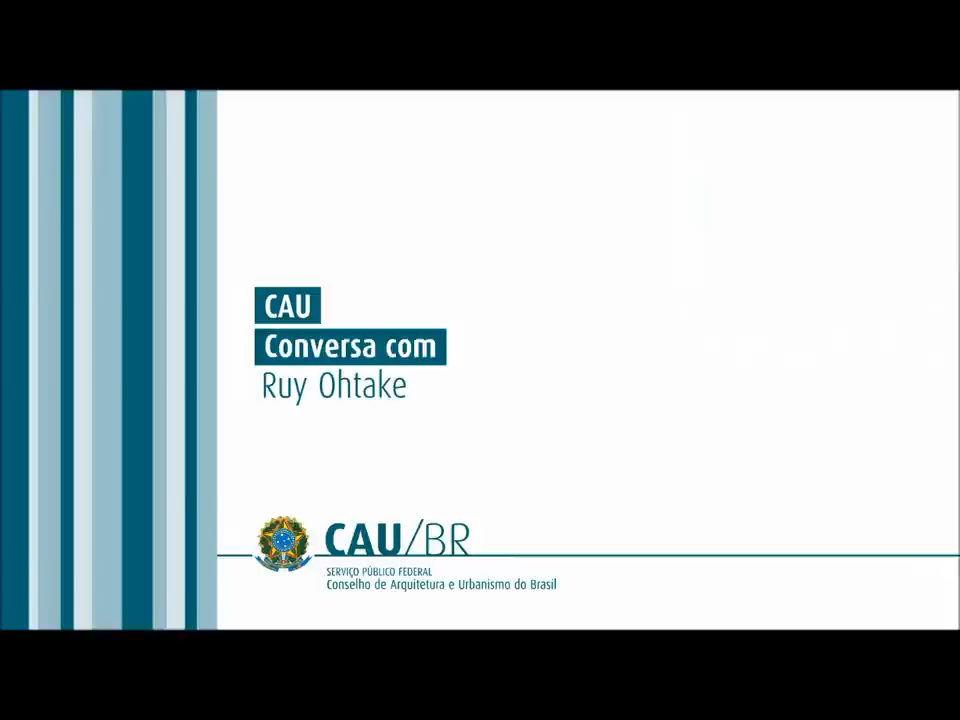 CAU
Conversa com
Ruy Ohtake
CAU/BR
SERVIÇO PÚBLICO FEDERAL
Conselho de Arquitetura e Urbanismo do Brasil